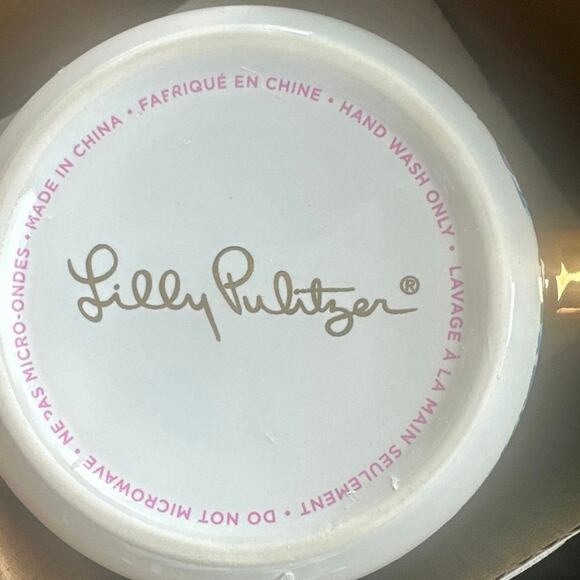 Lilly Pulitzer®
MADE IN CHINA • FAFRIQUÉ EN CHINE • HAND WASH ONLY • LAVAGE À LA MAIN SEULEMENT • DO NOT MICROWAVE • NE PAS MICRO-ONDES •